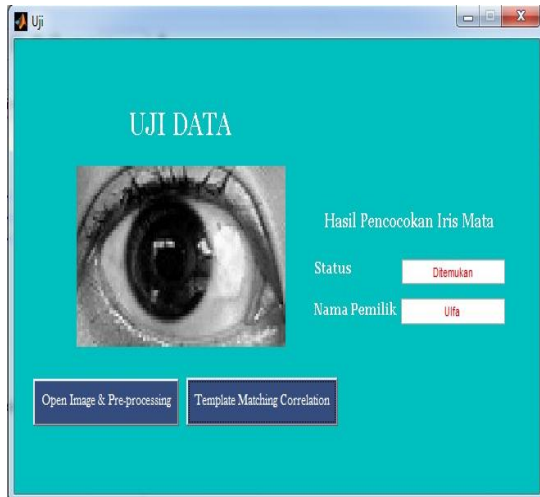 Uji
UJI DATA
Hasil Pencocokan Iris Mata
Status
Ditemukan
Nama Pemilik
Ulfa
Open Image & Pre-processing
Template Matching Correlation